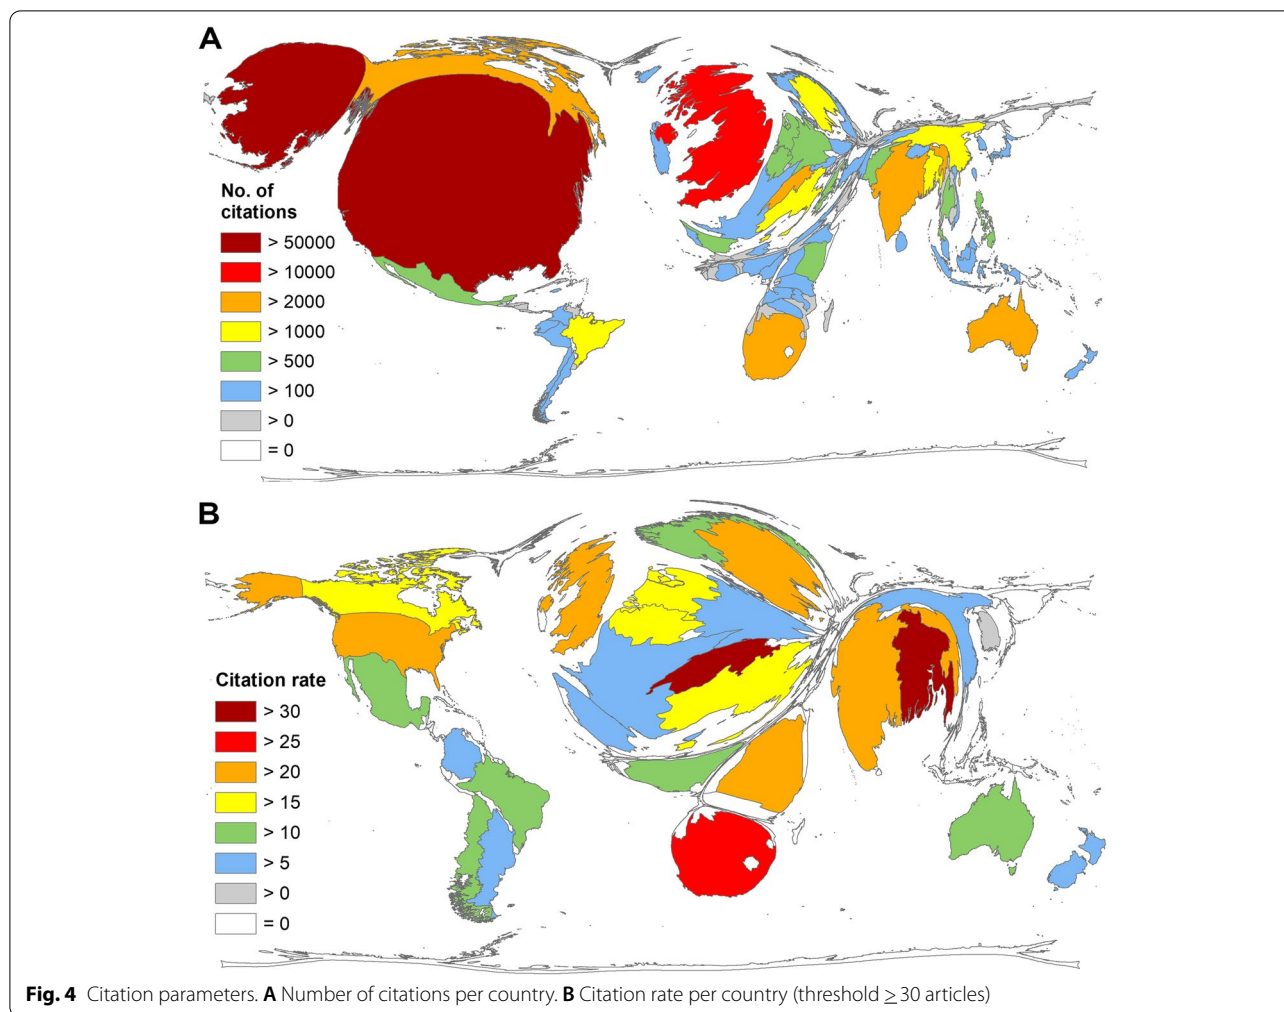 A
No. of
citations
> 50000
> 10000
> 2000
> 1000
> 500
> 100
> 0
= 0
B
Citation rate
> 30
> 25
> 20
> 15
> 10
> 5
> 0
= 0
Fig. 4 Citation parameters. A Number of citations per country. B Citation rate per country (threshold ≥ 30 articles)